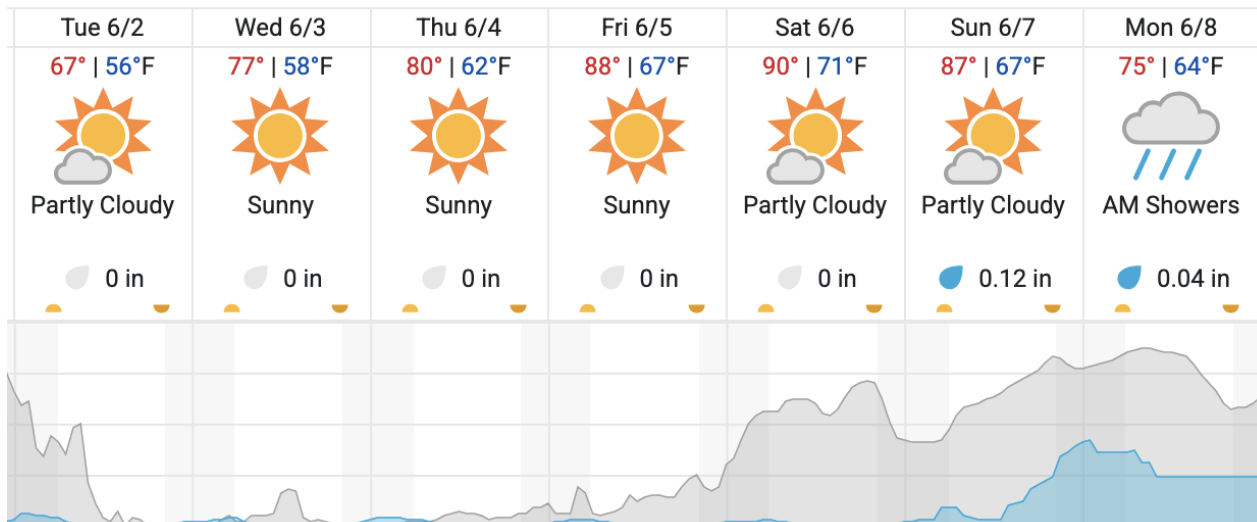 Tue 6/2 Wed 6/3 Thu 6/4 Fri 6/5 Sat 6/6 Sun 6/7 Mon 6/8
67° | 56°F 77° | 58°F 80° | 62°F 88° | 67°F 90° | 71°F 87° | 67°F 75° | 64°F
Partly Cloudy Sunny Sunny Sunny Partly Cloudy Partly Cloudy AM Showers
0 in 0 in 0 in 0 in 0 in 0.12 in 0.04 in